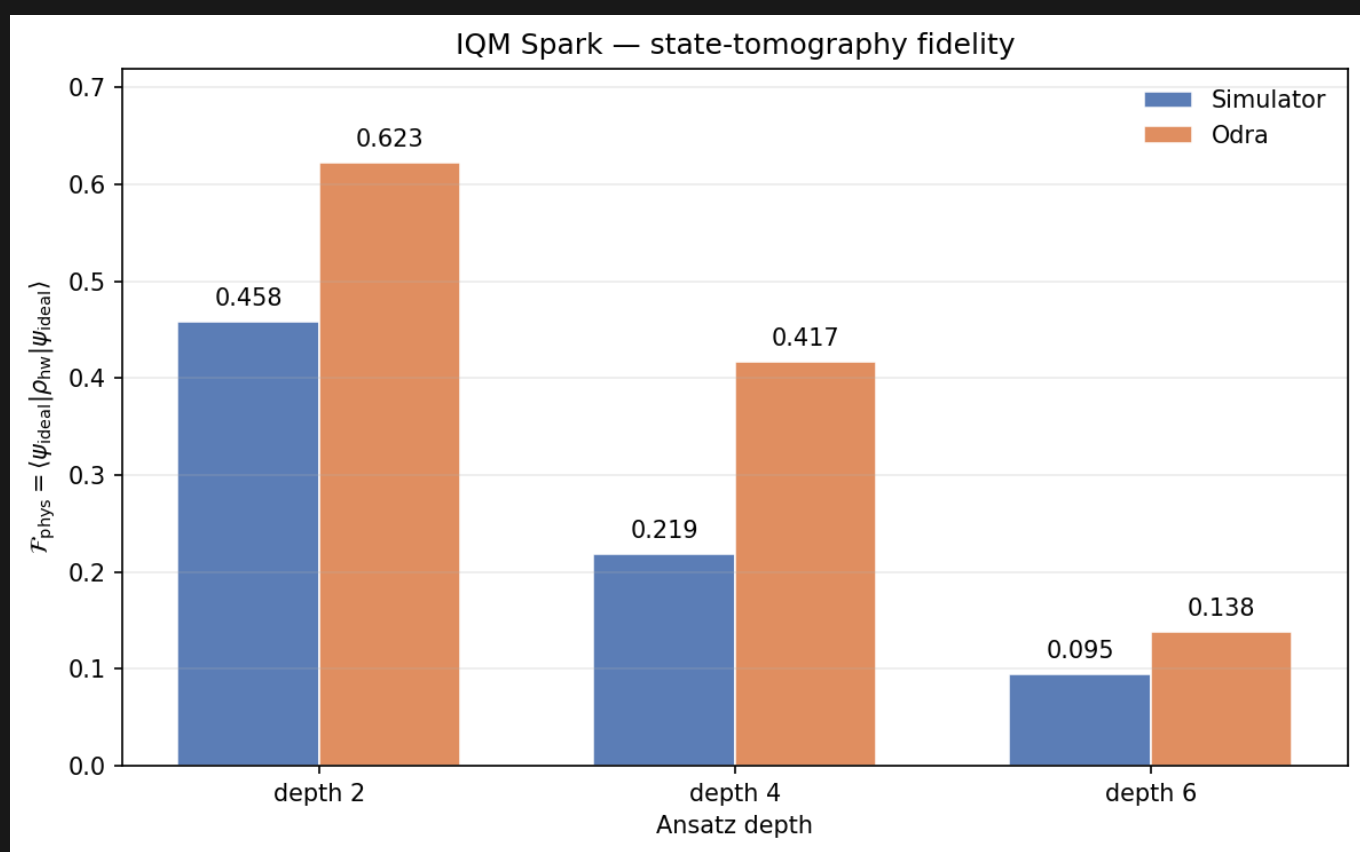 IQM Spark — state-tomography fidelity
Simulator
Odra
ℱphys = ⟨ψideal|ρhw|ψideal⟩
0.7
0.6
0.5
0.4
0.3
0.2
0.1
0.0
0.458
0.623
0.219
0.417
0.095
0.138
depth 2
depth 4
depth 6
Ansatz depth